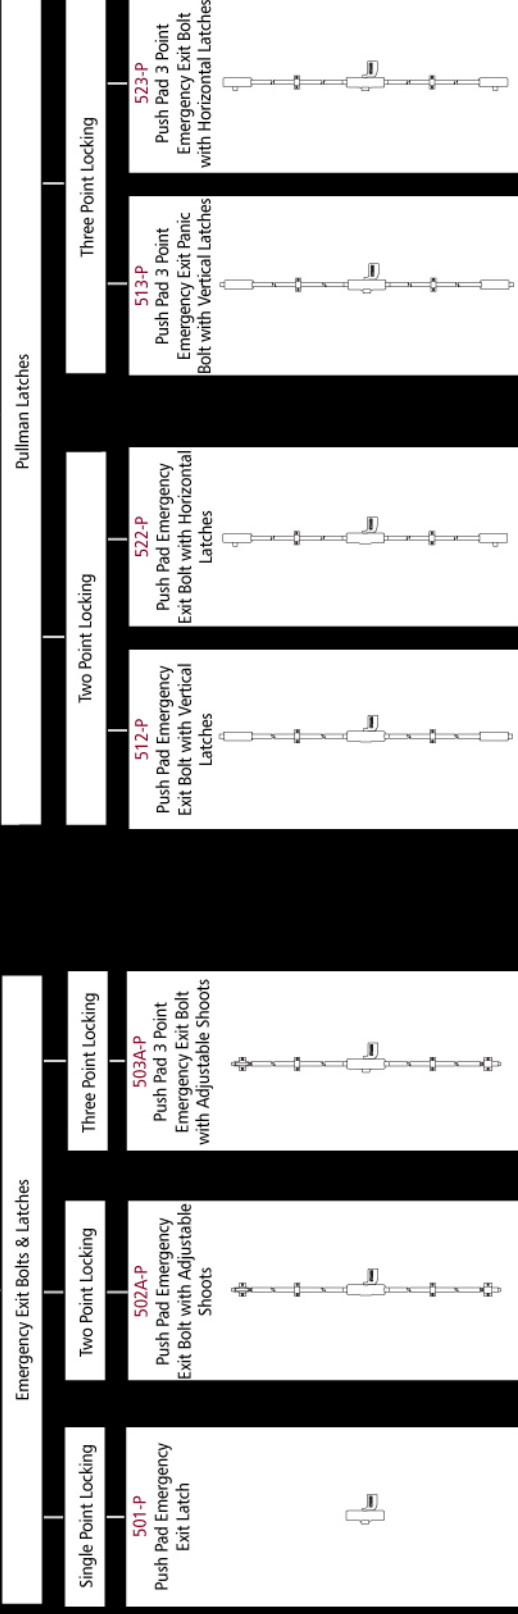 Emergency Exit Bolts & Latches
Single Point Locking
501-P
Push Pad Emergency
Exit Latch
Two Point Locking
502A-P
Push Pad Emergency
Exit Bolt with Adjustable
Shoots
Three Point Locking
503A-P
Push Pad 3 Point
Emergency Exit Bolt
with Adjustable Shoots
Pullman Latches
Two Point Locking
512-P
Push Pad Emergency
Exit Bolt with Vertical
Latches
522-P
Push Pad Emergency
Exit Bolt with Horizontal
Latches
Three Point Locking
513-P
Push Pad 3 Point
Emergency Exit Panic
Bolt with Vertical Latches
523-P
Push Pad 3 Point
Emergency Exit Bolt
with Horizontal Latches